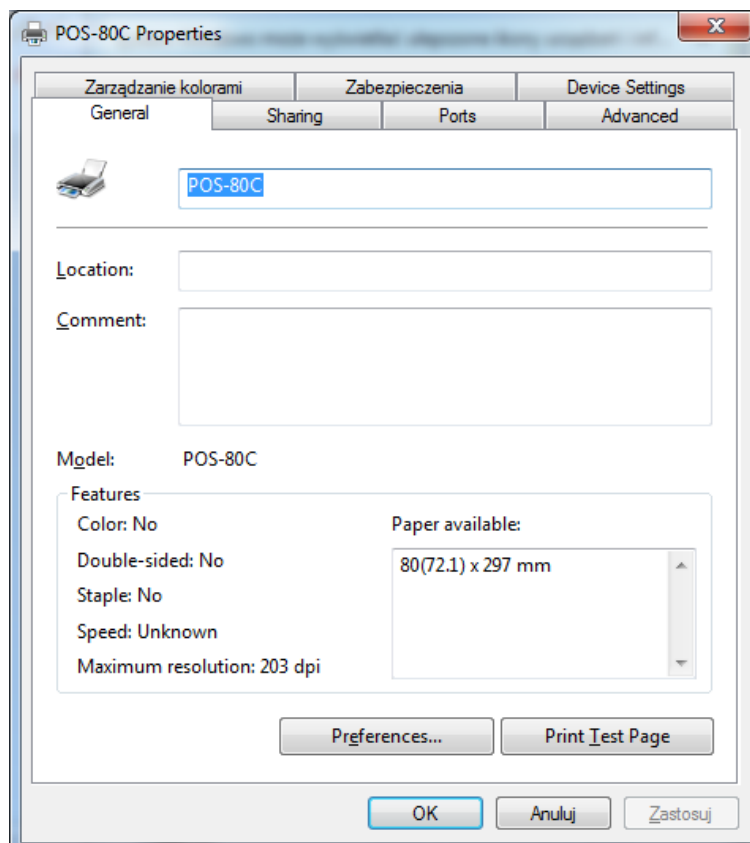 POS-80C Properties
Zarządzanie kolorami Zabezpieczenia Device Settings
General Sharing Ports Advanced
POS-80C
Location:
Comment:
Model: POS-80C
Features
Color: No
Double-sided: No
Staple: No
Speed: Unknown
Maximum resolution: 203 dpi
Paper available:
80(72.1) x 297 mm
Preferences... Print Test Page
OK Anuluj Zastosuj